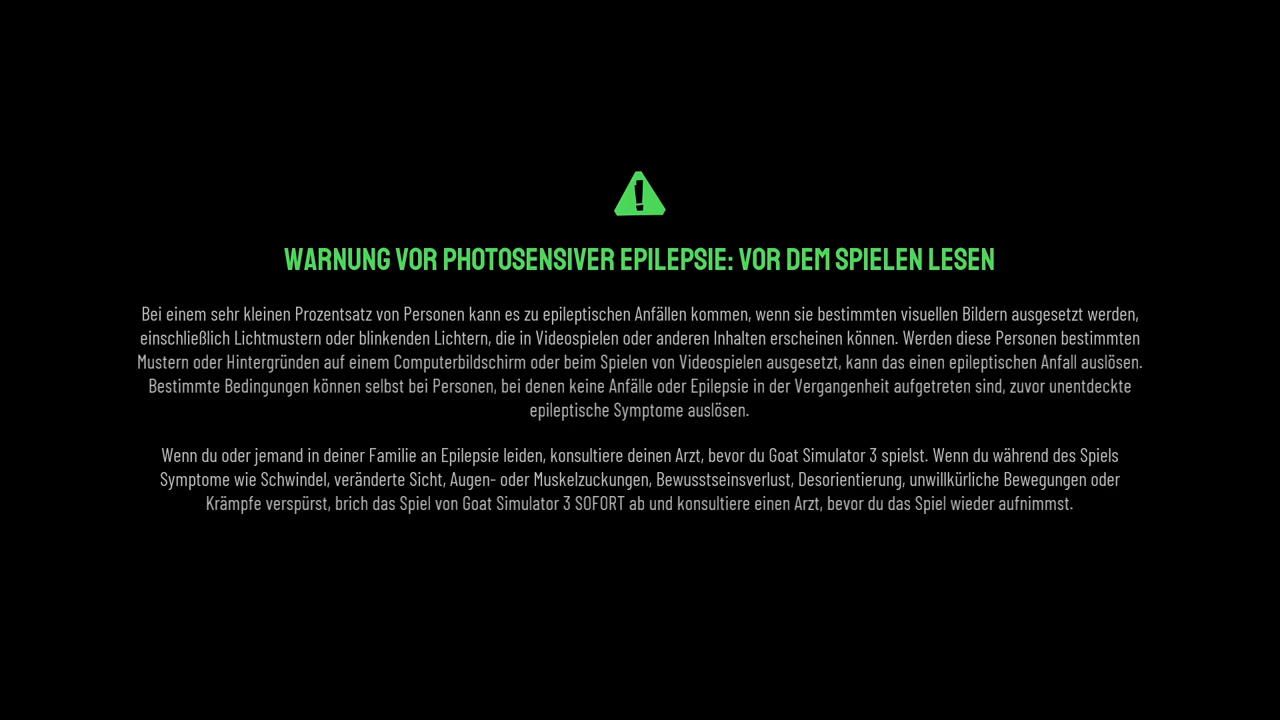 WARNUNG VOR PHOTOSENSIVER EPILEPSIE: VOR DEM SPIELEN LESEN
Bei einem sehr kleinen Prozentsatz von Personen kann es zu epileptischen Anfällen kommen, wenn sie bestimmten visuellen Bildern ausgesetzt werden,
einschließlich Lichtmustern oder blinkenden Lichtern, die in Videospielen oder anderen Inhalten erscheinen können. Werden diese Personen bestimmten
Mustern oder Hintergründen auf einem Computerbildschirm oder beim Spielen von Videospielen ausgesetzt, kann das einen epileptischen Anfall auslösen.
Bestimmte Bedingungen können selbst bei Personen, bei denen keine Anfälle oder Epilepsie in der Vergangenheit aufgetreten sind, zuvor unentdeckte
epileptische Symptome auslösen.
Wenn du oder jemand in deiner Familie an Epilepsie leiden, konsultiere deinen Arzt, bevor du Goat Simulator 3 spielst. Wenn du während des Spiels
Symptome wie Schwindel, veränderte Sicht, Augen- oder Muskelzuckungen, Bewusstseinsverlust, Desorientierung, unwillkürliche Bewegungen oder
Krämpfe verspürst, brich das Spiel von Goat Simulator 3 SOFORT ab und konsultiere einen Arzt, bevor du das Spiel wieder aufnimmst.